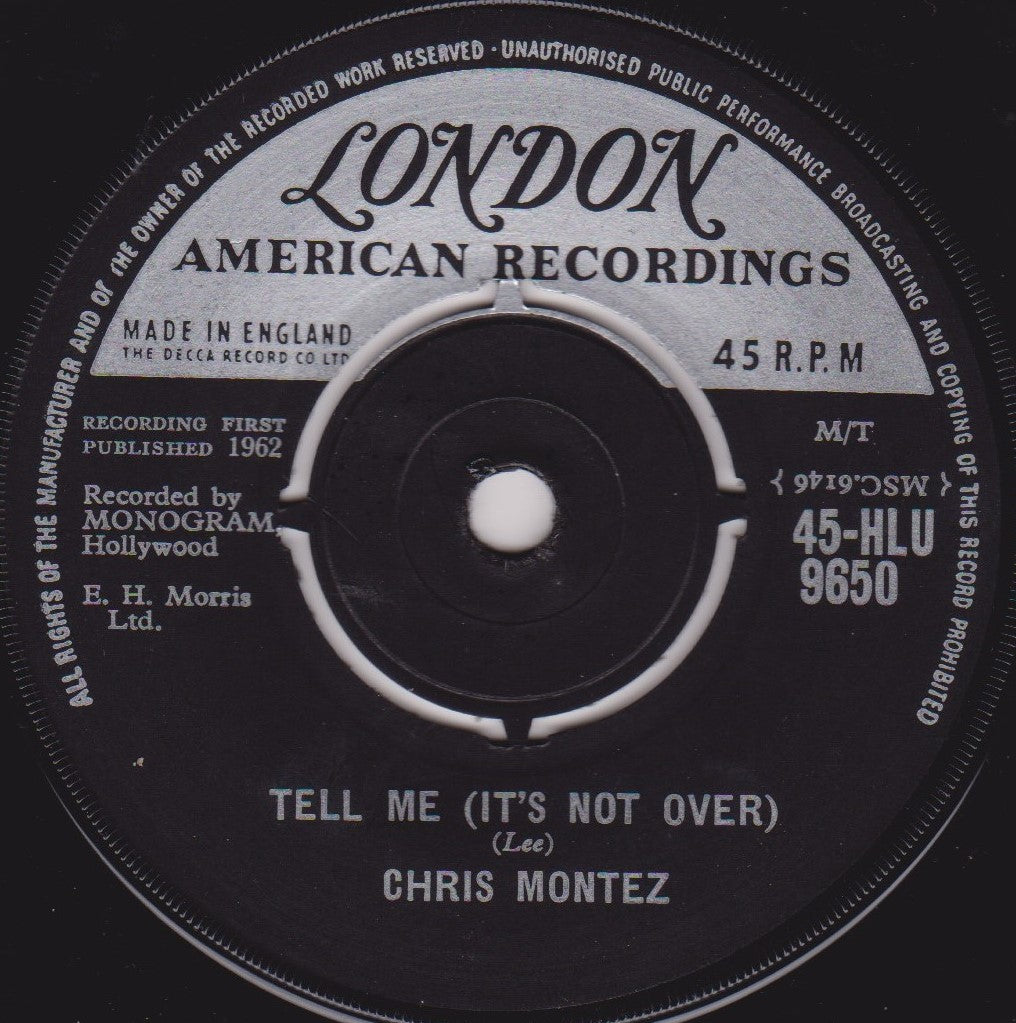 ALL RIGHTS OF THE MANUFACTURER AND OF THE OWNER OF THE RECORDED WORK RESERVED · UNAUTHORISED PUBLIC PERFORMANCE BROADCASTING AND COPYING OF THIS RECORD PROHIBITED
LONDON
AMERICAN RECORDINGS
MADE IN ENGLAND
THE DECCA RECORD CO LTD
45 R.P.M
RECORDING FIRST
PUBLISHED 1962
Recorded by
MONOGRAM,
Hollywood
E. H. Morris
Ltd.
M/T
{ MSC.6146 }
45-HLU
9650
TELL ME (IT'S NOT OVER)
(Lee)
CHRIS MONTEZ